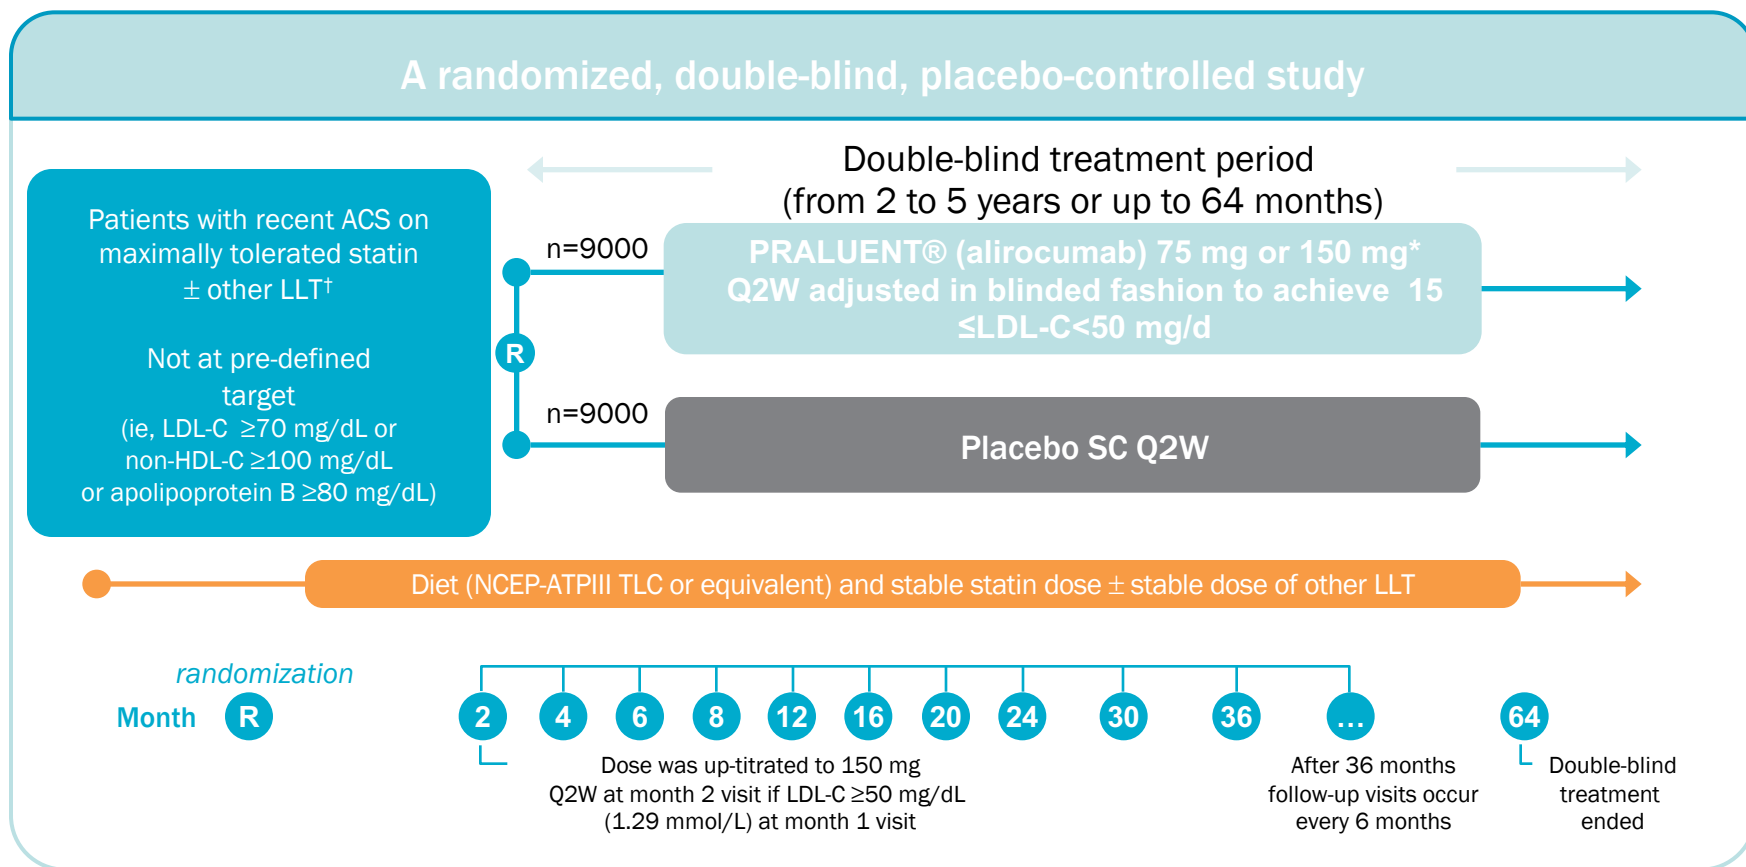 A randomized, double-blind, placebo-controlled study
Double-blind treatment period
(from 2 to 5 years or up to 64 months)
Patients with recent ACS on
maximally tolerated statin
± other LLT†
Not at pre-defined
target
(ie, LDL-C ≥70 mg/dL or
non-HDL-C ≥100 mg/dL
or apolipoprotein B ≥80 mg/dL)
R
n=9000
PRALUENT® (alirocumab) 75 mg or 150 mg*
Q2W adjusted in blinded fashion to achieve 15
≤LDL-C<50 mg/d
n=9000
Placebo SC Q2W
Diet (NCEP-ATPIII TLC or equivalent) and stable statin dose ± stable dose of other LLT
randomization
Month R 2 4 6 8 12 16 20 24 30 36 ... 64
Dose was up-titrated to 150 mg
Q2W at month 2 visit if LDL-C ≥50 mg/dL
(1.29 mmol/L) at month 1 visit
After 36 months
follow-up visits occur
every 6 months
Double-blind
treatment
ended